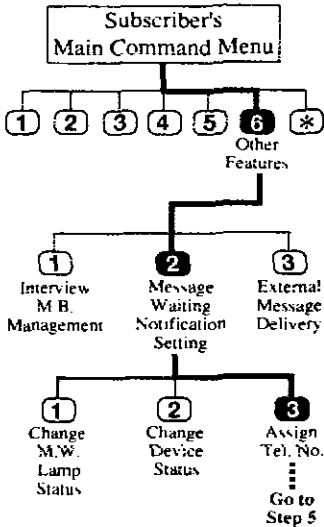 Subscriber's
Main Command Menu
1 2 3 4 5 6 *
Other
Features
1 2 3
Interview
M.B.
Management
Message
Waiting
Notification
Setting
External
Message
Delivery
1 2 3
Change
M.W.
Lamp
Status
Change
Device
Status
Assign
Tel. No.
Go to
Step 5